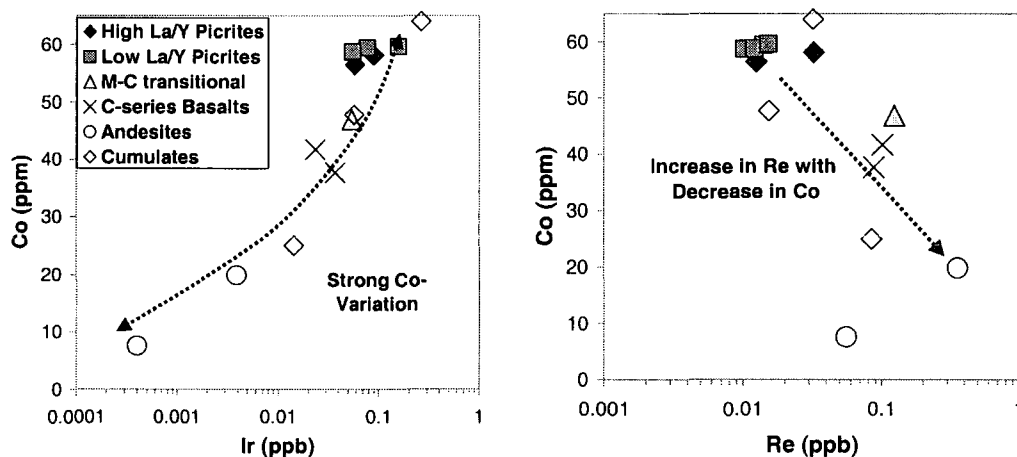 High La/Y Picrites
Low La/Y Picrites
M-C transitional
C-series Basalts
Andesites
Cumulates
60
50
40
30
20
10
0
Co (ppm)
Strong Co-
Variation
0.0001
0.001
0.01
0.1
1
Ir (ppb)
60
50
40
30
20
10
0
Co (ppm)
Increase in Re with
Decrease in Co
0.001
0.01
0.1
1
Re (ppb)